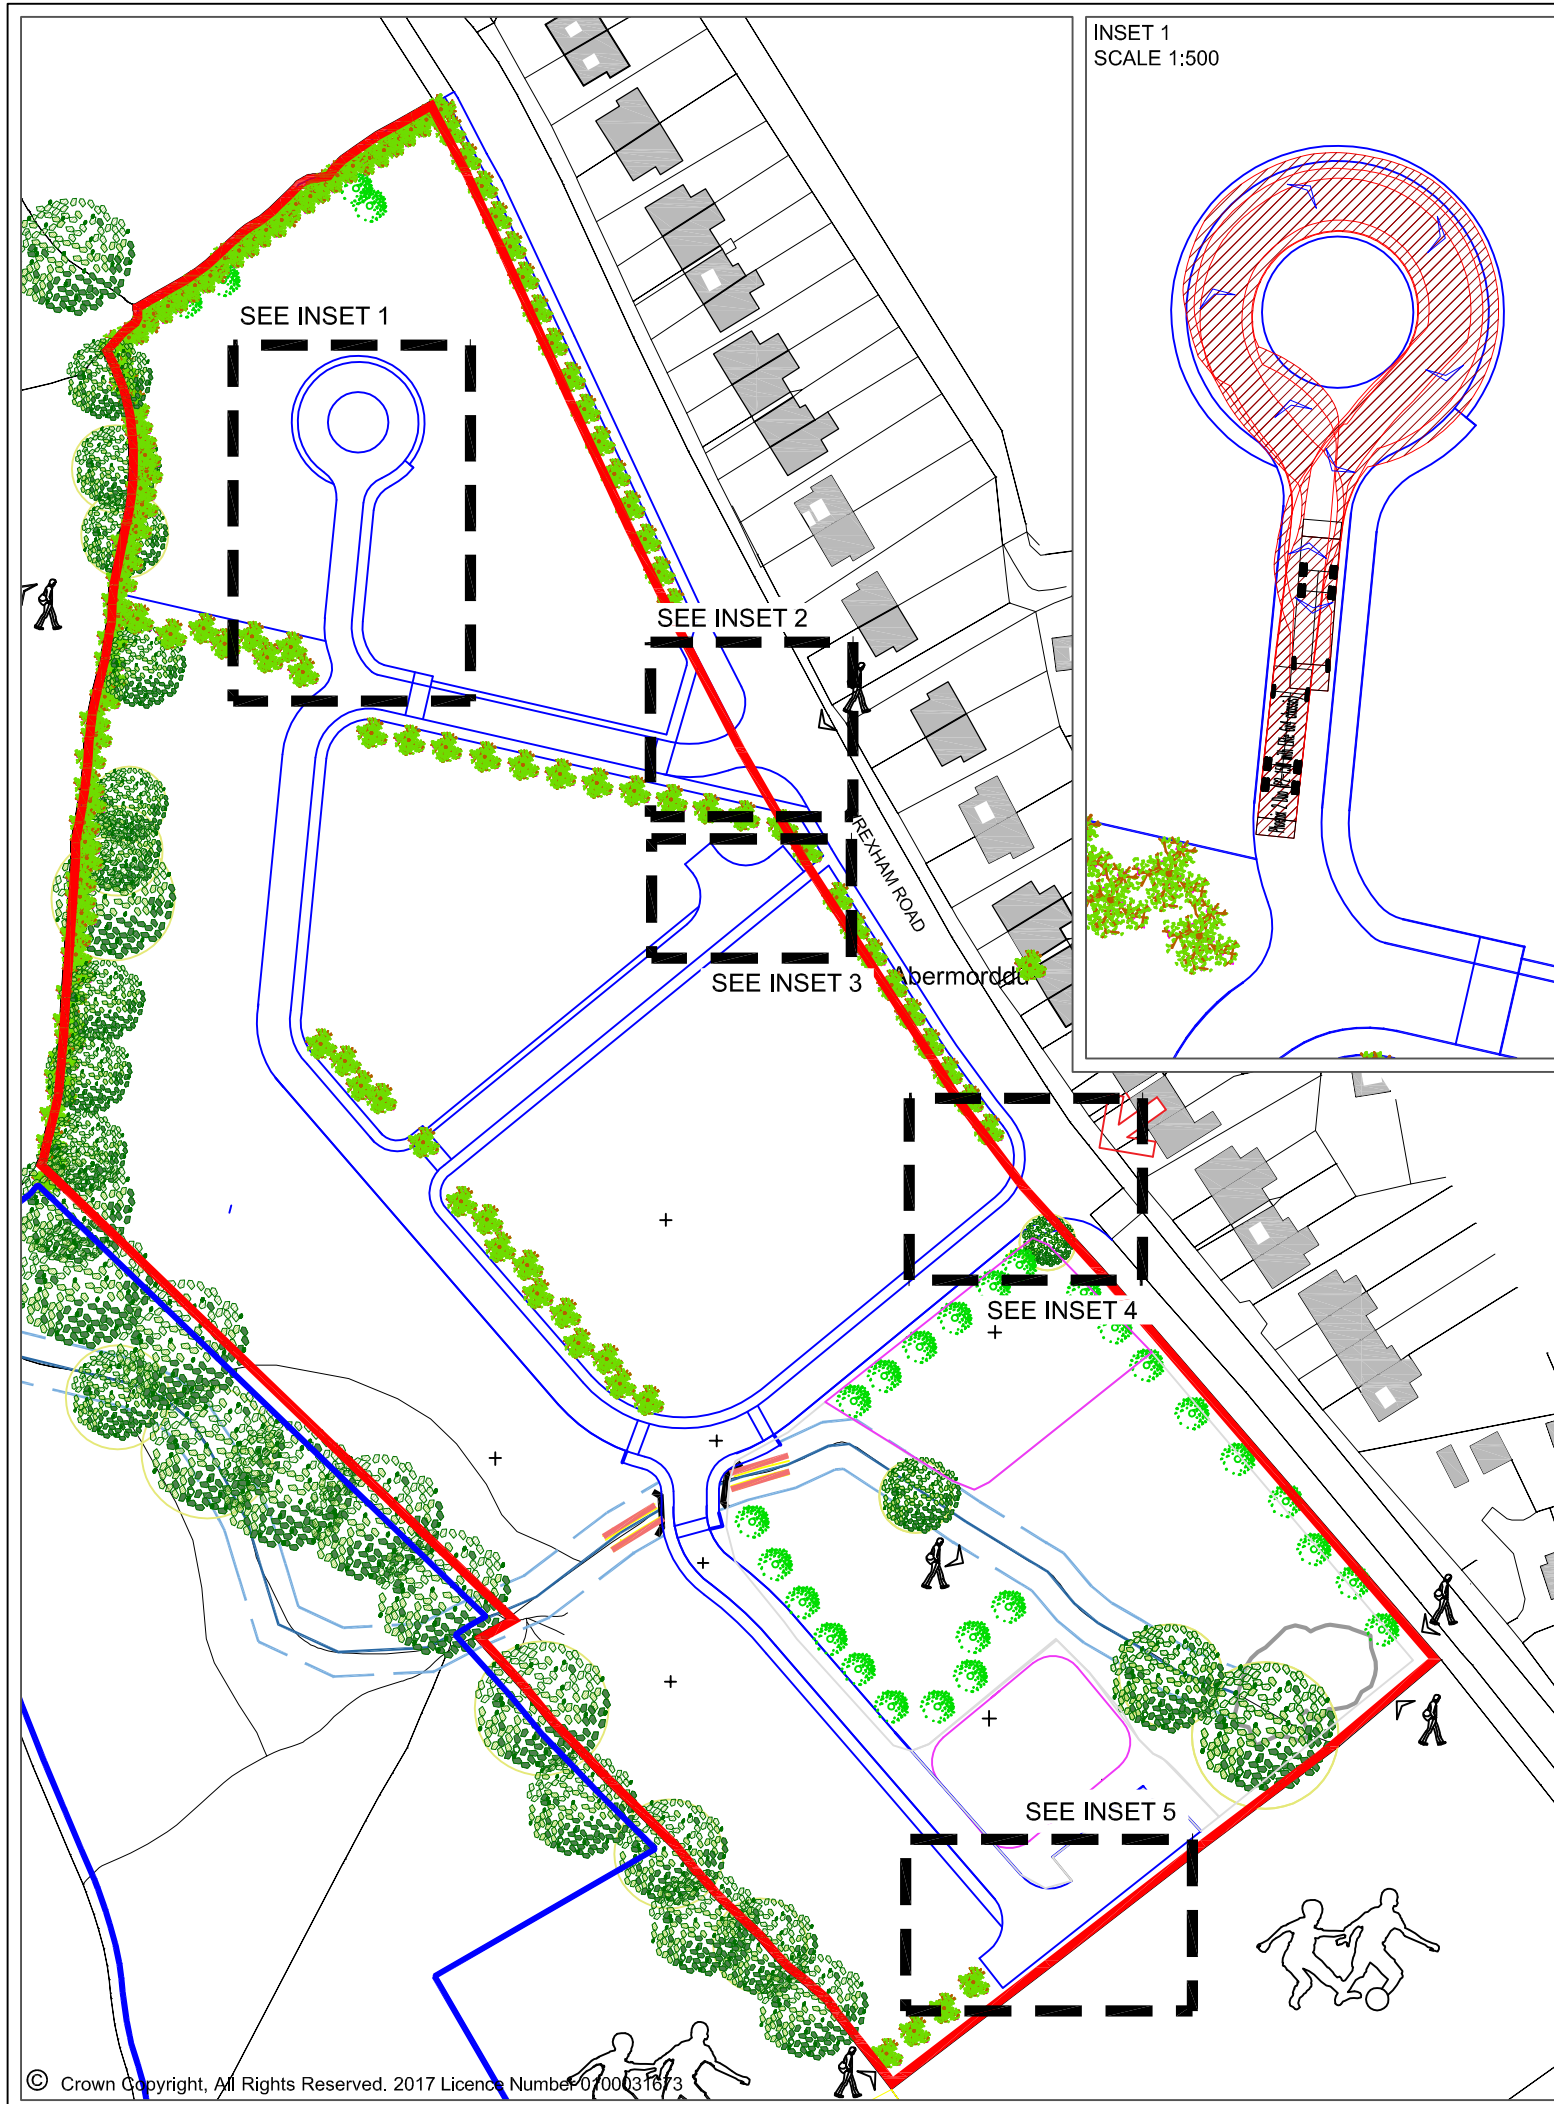 INSET 1
SCALE 1:500
SEE INSET 1
SEE INSET 2
REXHAM ROAD
Abermorddu
SEE INSET 3
SEE INSET 4
SEE INSET 5
© Crown Copyright, All Rights Reserved. 2017 Licence Number 0100031673